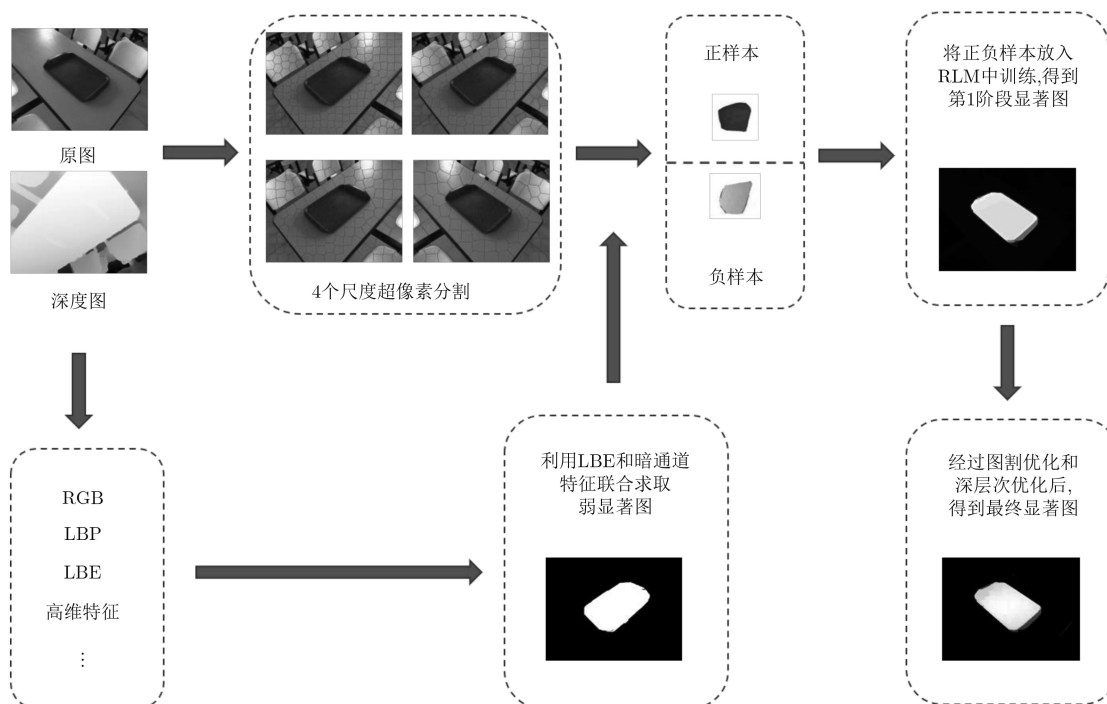 原图
深度图
4个尺度超像素分割
正样本
负样本
将正负样本放入
RLM中训练,得到
第1阶段显著图
RGB
LBP
LBE
高维特征
⋮
利用LBE和暗通道
特征联合求取
弱显著图
经过图割优化和
深层次优化后,
得到最终显著图